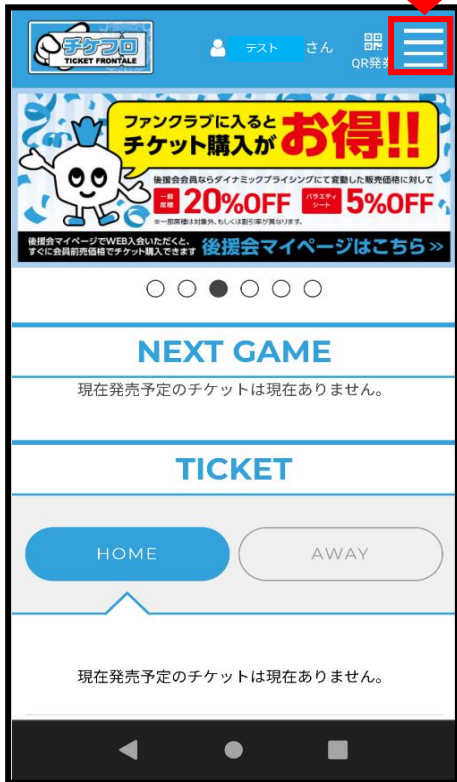 チケフロ
TICKET FRONTALE
テスト さん
QR発券
ファンクラブに入ると
チケット購入がお得!!
後援会会員ならダイナミックプライシングにて変動した販売価格に対して
一般席種 20%OFF バラエティシート 5%OFF
※一部席種は対象外、もしくは割引率が異なります。
後援会マイページでWEB入会いただくと、
すぐに会員前売価格でチケット購入できます
後援会マイページはこちら»
NEXT GAME
現在発売予定のチケットは現在ありません。
TICKET
HOME AWAY
現在発売予定のチケットは現在ありません。